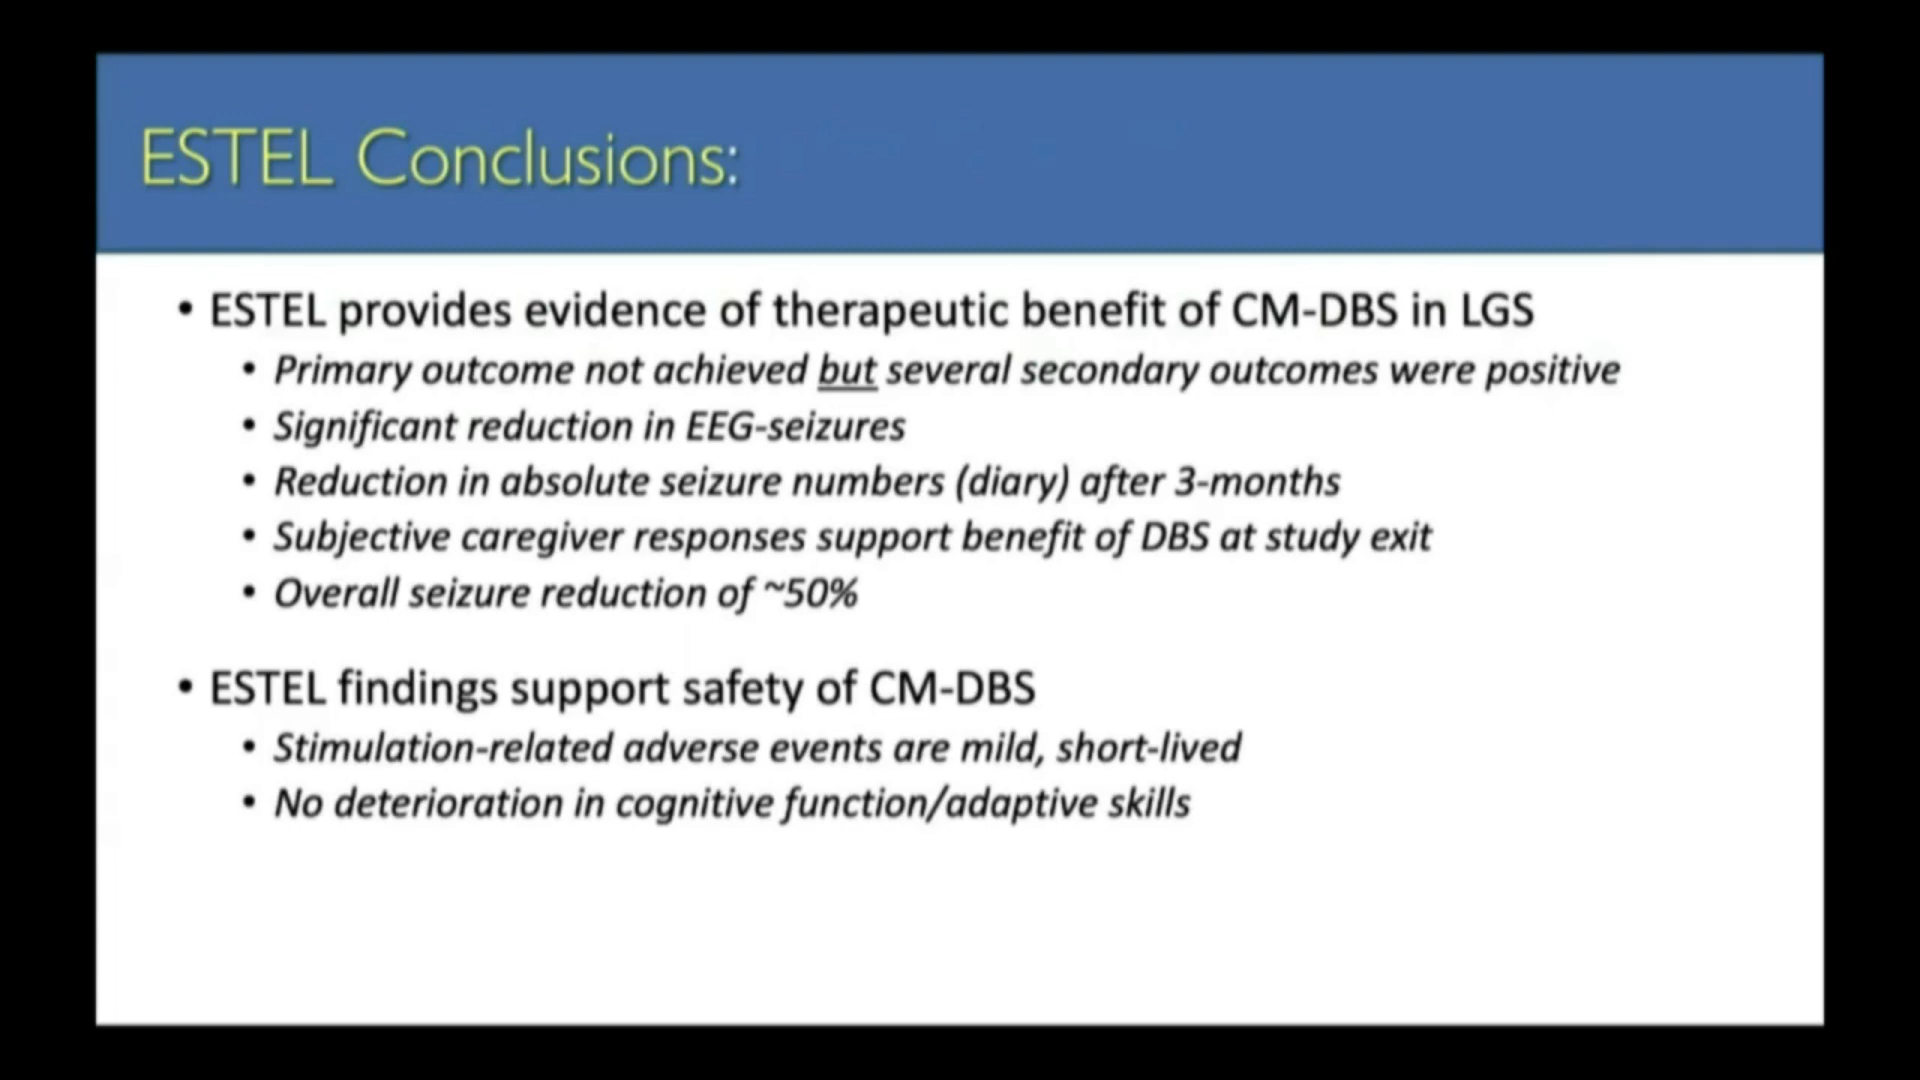 ESTEL Conclusions:
• ESTEL provides evidence of therapeutic benefit of CM-DBS in LGS
• Primary outcome not achieved but several secondary outcomes were positive
• Significant reduction in EEG-seizures
• Reduction in absolute seizure numbers (diary) after 3-months
• Subjective caregiver responses support benefit of DBS at study exit
• Overall seizure reduction of ~50%
• ESTEL findings support safety of CM-DBS
• Stimulation-related adverse events are mild, short-lived
• No deterioration in cognitive function/adaptive skills